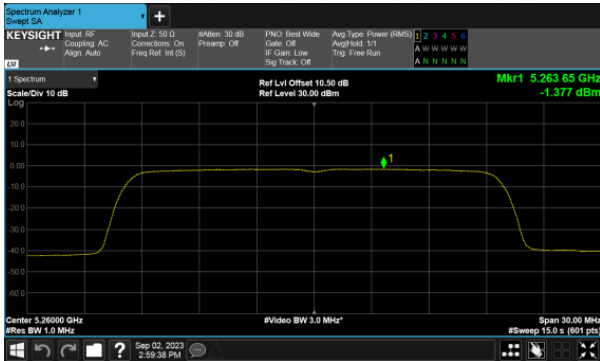 Spectrum Analyzer 1
Swept SA
KEYSIGHT
Input: RF
Coupling: AC
Align: Auto
Input Z: 50 Ω
Corrections: On
Freq Ref: Int (S)
#Atten: 30 dB
Preamp: Off
PNO: Best Wide
Gate: Off
IF Gain: Low
Sig Track: Off
Avg Type: Power (RMS)
Avg|Hold: 1/1
Trig: Free Run
1 2 3 4 5 6
A W W W W W
A N N N N N
LXI
1 Spectrum
Scale/Div 10 dB
Ref Lvl Offset 10.50 dB
Ref Level 30.00 dBm
Mkr1 5.263 65 GHz
-1.377 dBm
Log
20.0
10.0
0.00
-10.0
-20.0
-30.0
-40.0
-50.0
-60.0
1
Center 5.26000 GHz
#Video BW 3.0 MHz*
Span 30.00 MHz
#Res BW 1.0 MHz
#Sweep 15.0 s (601 pts)
?
Sep 02, 2023
2:59:38 PM